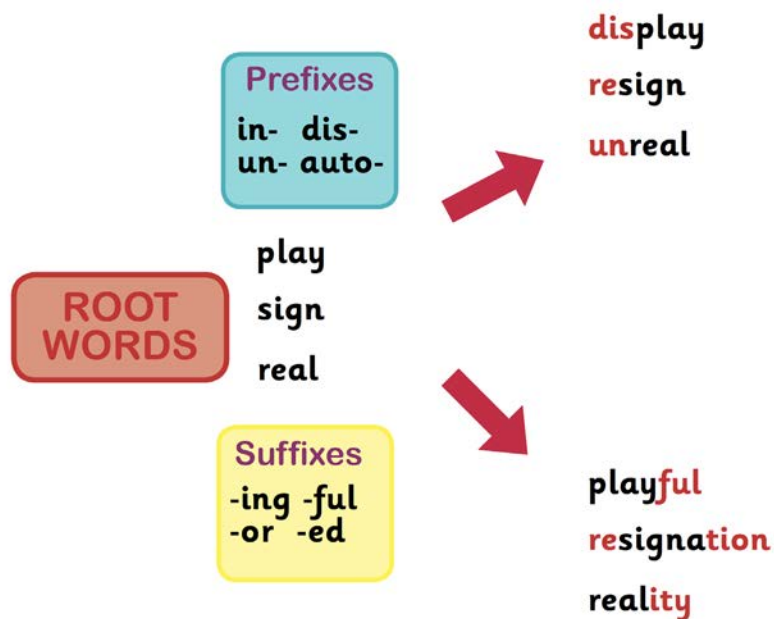 Prefixes
in- dis-
un- auto-
ROOT
WORDS
play
sign
real
Suffixes
-ing -ful
-or -ed
display
resign
unreal
playful
resignation
reality